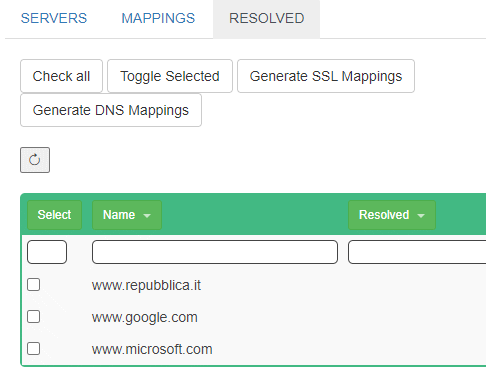 SERVERS MAPPINGS RESOLVED
Check all Toggle Selected Generate SSL Mappings
Generate DNS Mappings
Select Name Resolved
www.repubblica.it
www.google.com
www.microsoft.com